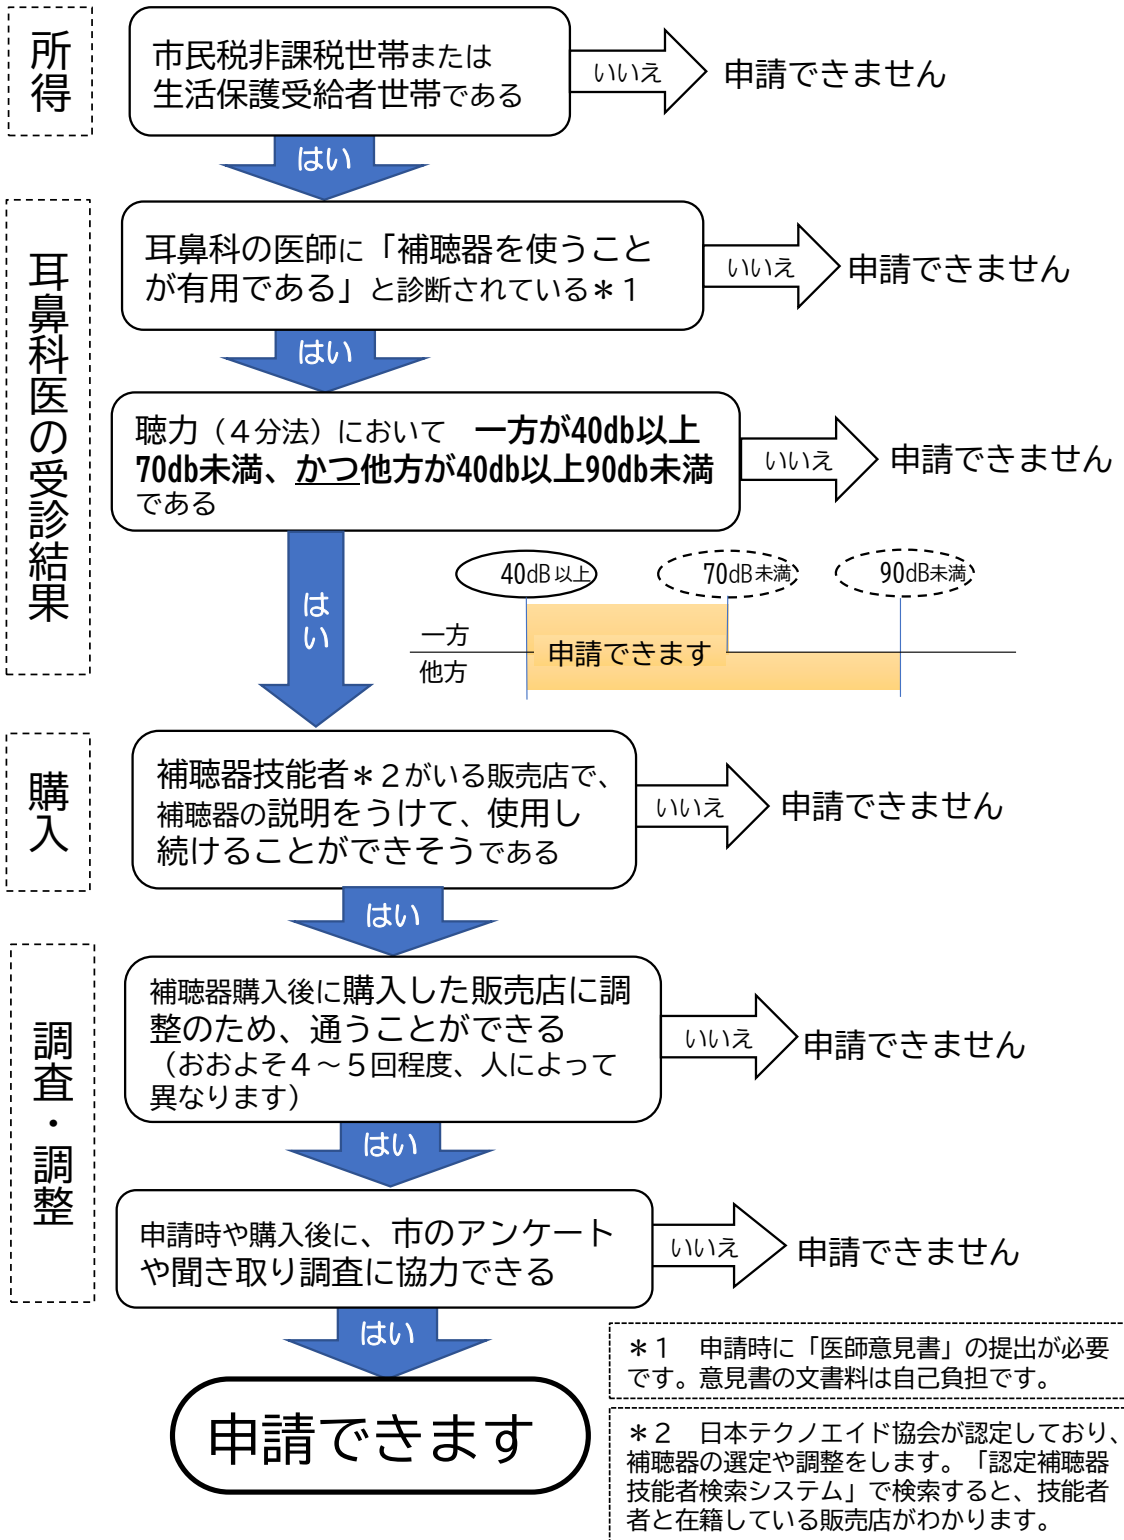 所得
市民税非課税世帯または
生活保護受給者世帯である
いいえ
申請できません
はい
耳鼻科医の受診結果
耳鼻科の医師に「補聴器を使うこと
が有用である」と診断されている＊１
いいえ
申請できません
はい
聴力（４分法）において　一方が40db以上
70db未満、かつ他方が40db以上90db未満
である
いいえ
申請できません
はい
40dB以上
70dB未満
90dB未満
一方
他方
申請できます
購入
補聴器技能者＊２がいる販売店で、
補聴器の説明をうけて、使用し
続けることができそうである
いいえ
申請できません
はい
調査・調整
補聴器購入後に購入した販売店に調
整のため、通うことができる
（おおよそ４～５回程度、人によって
異なります）
いいえ
申請できません
はい
申請時や購入後に、市のアンケート
や聞き取り調査に協力できる
いいえ
申請できません
はい
申請できます
＊１　申請時に「医師意見書」の提出が必要
です。意見書の文書料は自己負担です。
＊２　日本テクノエイド協会が認定しており、
補聴器の選定や調整をします。「認定補聴器
技能者検索システム」で検索すると、技能者
者と在籍している販売店がわかります。